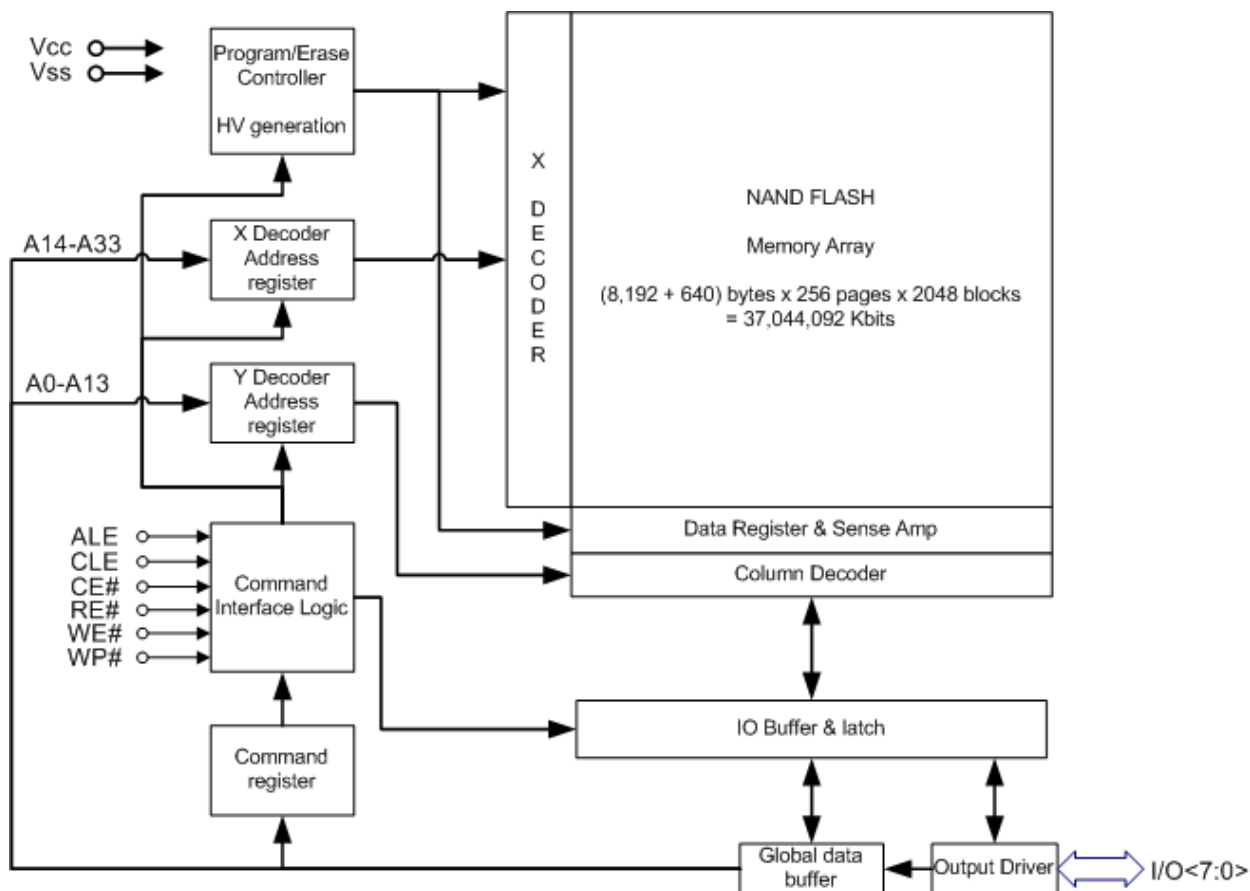 Vcc
Vss
Program/Erase
Controller
HV generation
X
D
E
C
O
D
E
R
NAND FLASH
Memory Array
(8,192 + 640) bytes x 256 pages x 2048 blocks
= 37,044,092 Kbits
A14-A33
X Decoder
Address
register
A0-A13
Y Decoder
Address
register
Data Register & Sense Amp
Column Decoder
ALE
CLE
CE#
RE#
WE#
WP#
Command
Interface Logic
IO Buffer & latch
Command
register
Global data
buffer
Output Driver
I/O<7:0>